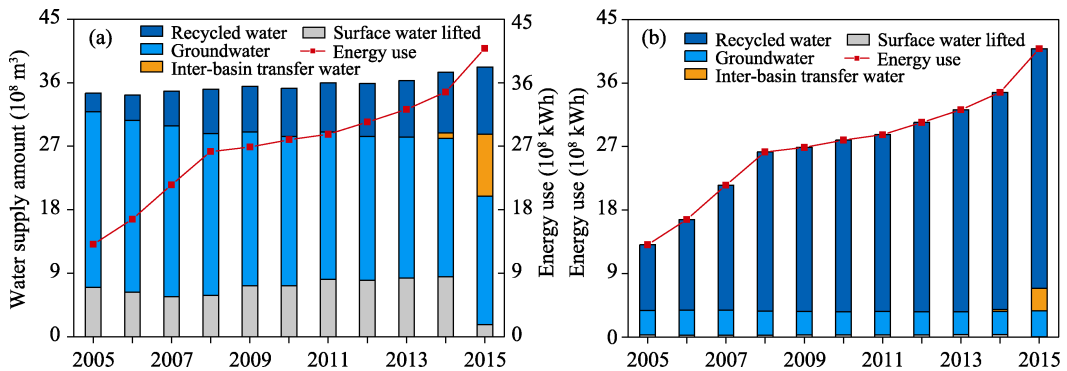 (a)
Recycled water
Surface water lifted
Groundwater
Energy use
Inter-basin transfer water
Water supply amount (10⁸ m³)
45
36
27
18
9
0
45
36
27
18
9
0
Energy use (10⁸ kWh)
2005
2007
2009
2011
2013
2015
(b)
Recycled water
Surface water lifted
Groundwater
Energy use
Inter-basin transfer water
Energy use (10⁸ kWh)
45
36
27
18
9
0
2005
2007
2009
2011
2013
2015